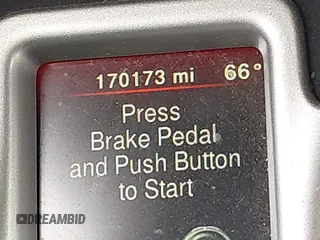 170173 mi 66°
Press
Brake Pedal
and Push Button
to Start
DREAMBID